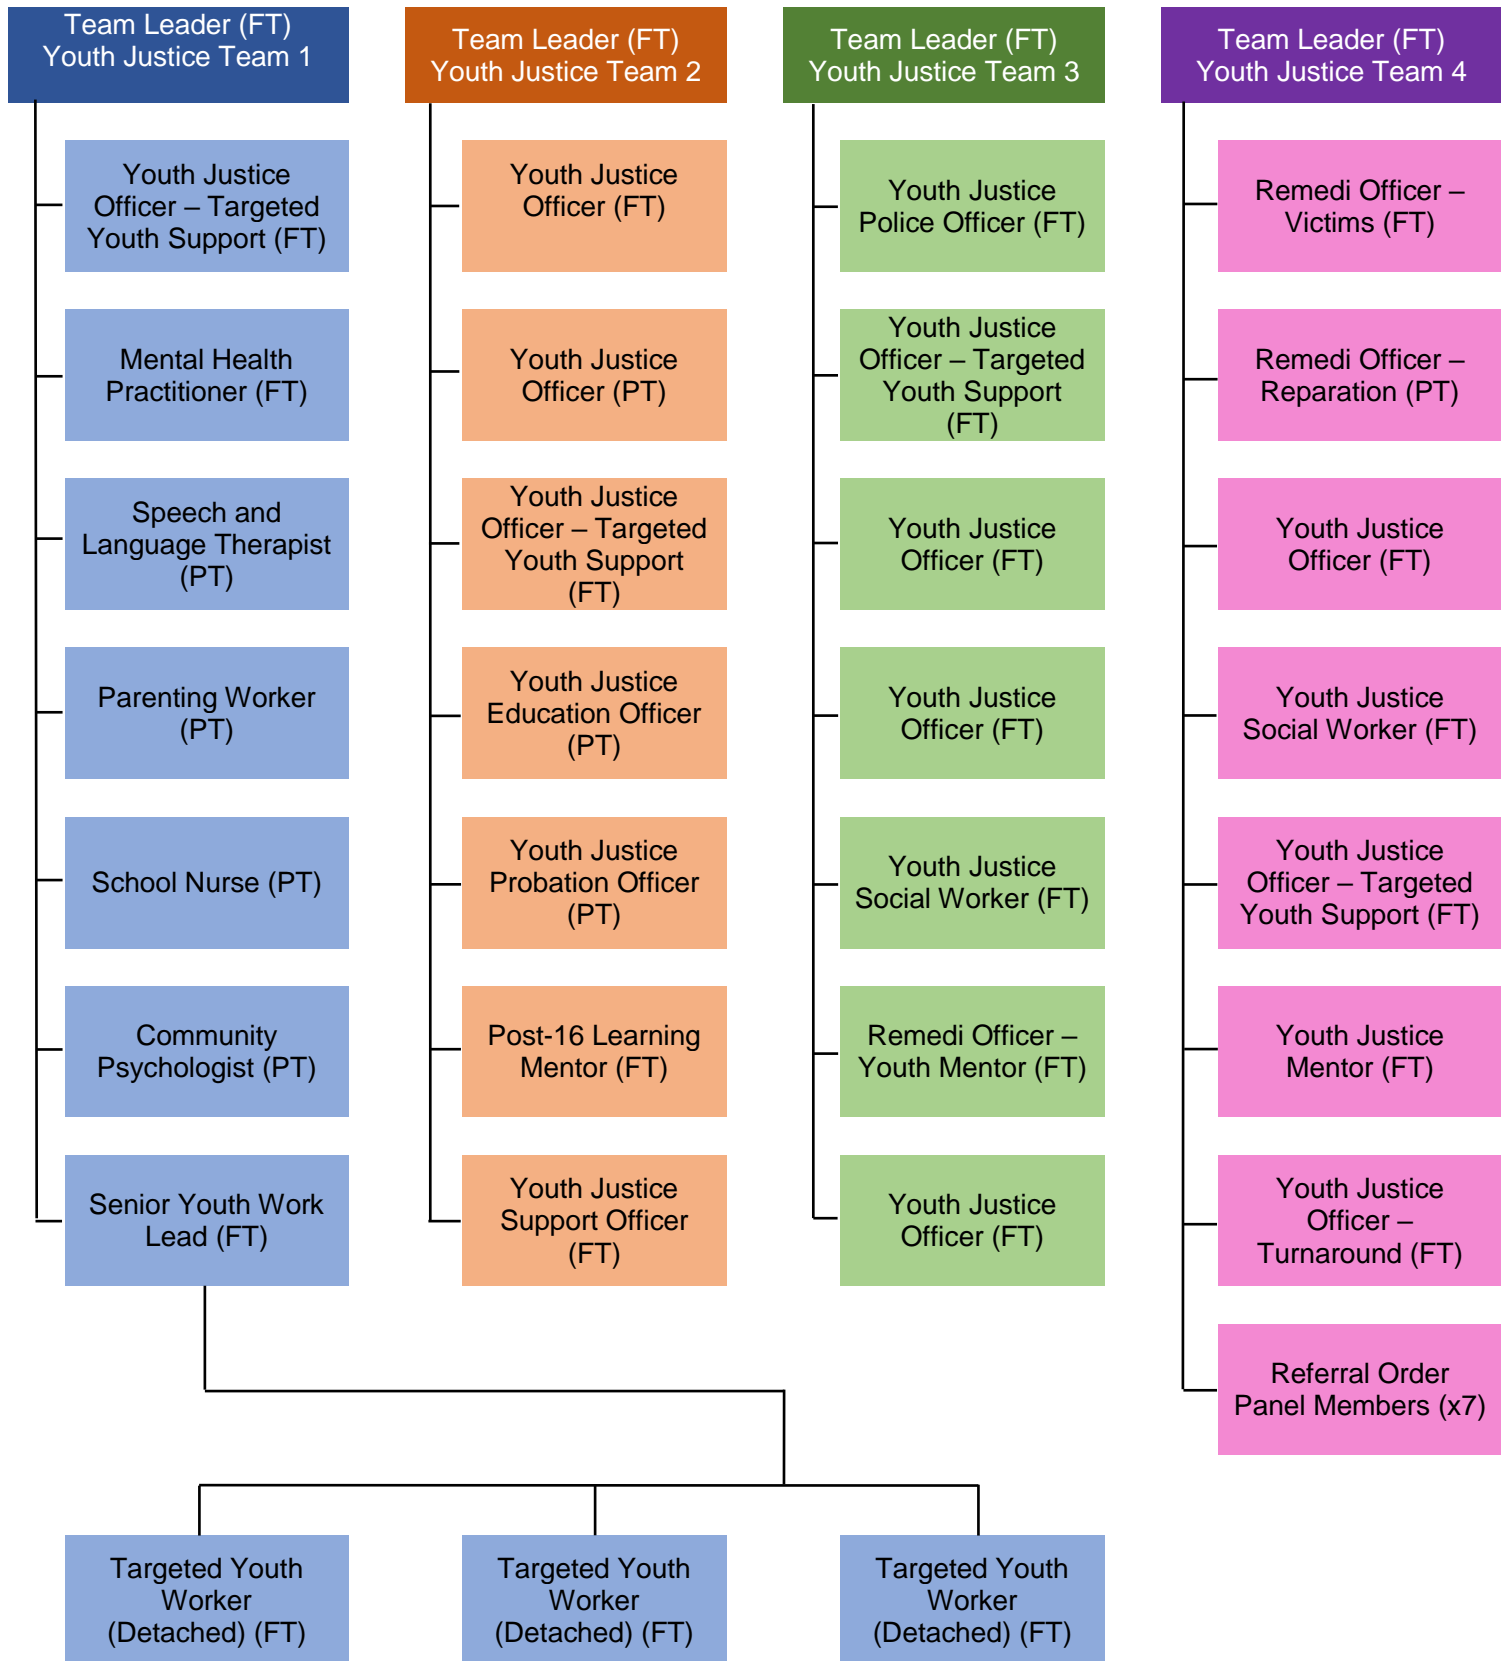 Team Leader (FT)
Youth Justice Team 1
Youth Justice
Officer – Targeted
Youth Support (FT)
Mental Health
Practitioner (FT)
Speech and
Language Therapist
(PT)
Parenting Worker
(PT)
School Nurse (PT)
Community
Psychologist (PT)
Senior Youth Work
Lead (FT)
Team Leader (FT)
Youth Justice Team 2
Youth Justice
Officer (FT)
Youth Justice
Officer (PT)
Youth Justice
Officer – Targeted
Youth Support
(FT)
Youth Justice
Education Officer
(PT)
Youth Justice
Probation Officer
(PT)
Post-16 Learning
Mentor (FT)
Youth Justice
Support Officer
(FT)
Team Leader (FT)
Youth Justice Team 3
Youth Justice
Police Officer (FT)
Youth Justice
Officer – Targeted
Youth Support
(FT)
Youth Justice
Officer (FT)
Youth Justice
Officer (FT)
Youth Justice
Social Worker (FT)
Remedi Officer –
Youth Mentor (FT)
Youth Justice
Officer (FT)
Team Leader (FT)
Youth Justice Team 4
Remedi Officer –
Victims (FT)
Remedi Officer –
Reparation (PT)
Youth Justice
Officer (FT)
Youth Justice
Social Worker (FT)
Youth Justice
Officer – Targeted
Youth Support (FT)
Youth Justice
Mentor (FT)
Youth Justice
Officer –
Turnaround (FT)
Referral Order
Panel Members (x7)
Targeted Youth
Worker
(Detached) (FT)
Targeted Youth
Worker
(Detached) (FT)
Targeted Youth
Worker
(Detached) (FT)